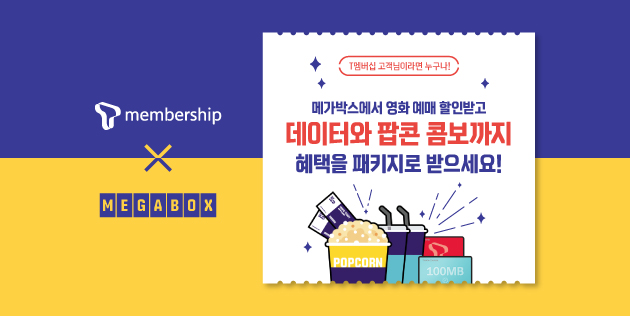 T membership
MEGABOX
T멤버십 고객님이라면 누구나!
메가박스에서 영화 예매 할인받고
데이터와 팝콘 콤보까지
혜택을 패키지로 받으세요!
POPCORN
100MB